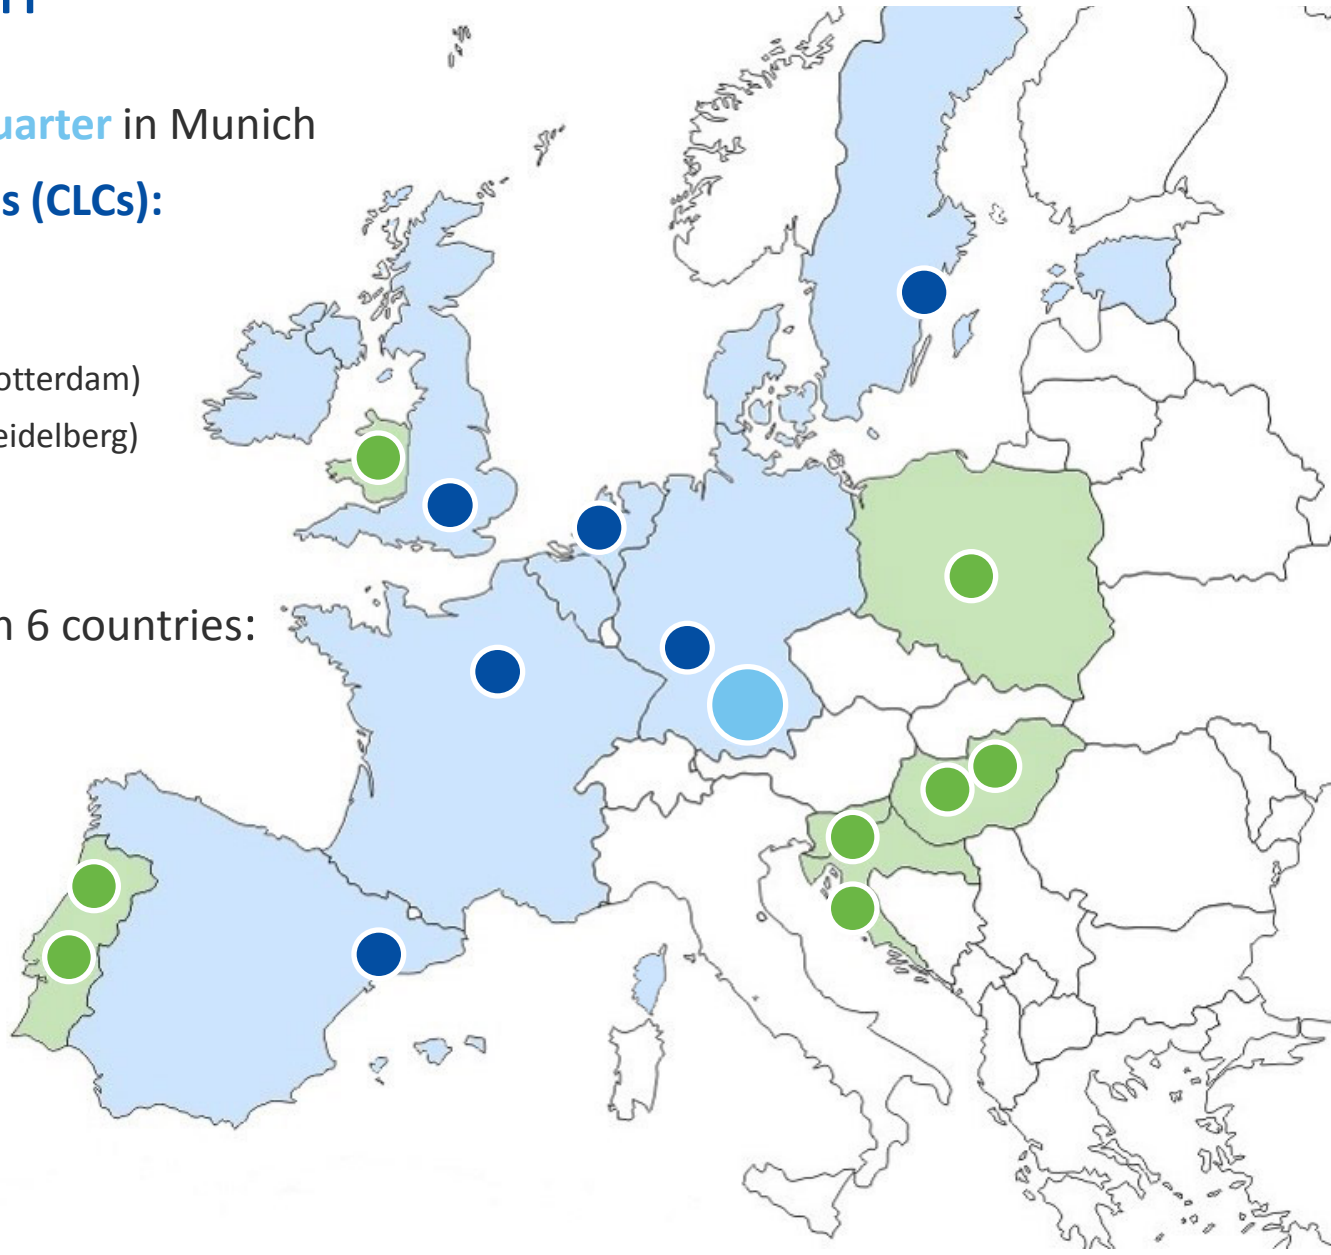 uarter in Munich
s (CLCs):
otterdam)
eidelberg)
n 6 countries: